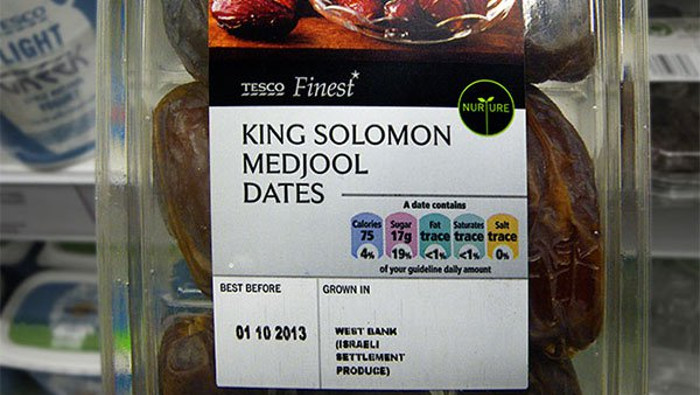 LIGHT
TESCO Finest*
NURTURE
KING SOLOMON
MEDJOOL
DATES
A date contains
Calories Sugar Fat Saturates Salt
75 17g trace trace trace
4% 19% <1% <1% 0%
of your guideline daily amount
BEST BEFORE GROWN IN
01 10 2013
WEST BANK
(ISRAELI
SETTLEMENT
PRODUCE)